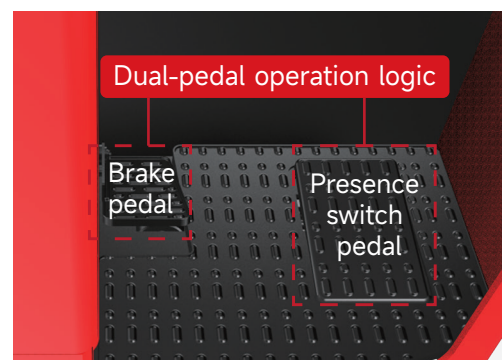 Dual-pedal operation logic
Brake
pedal
Presence
switch
pedal